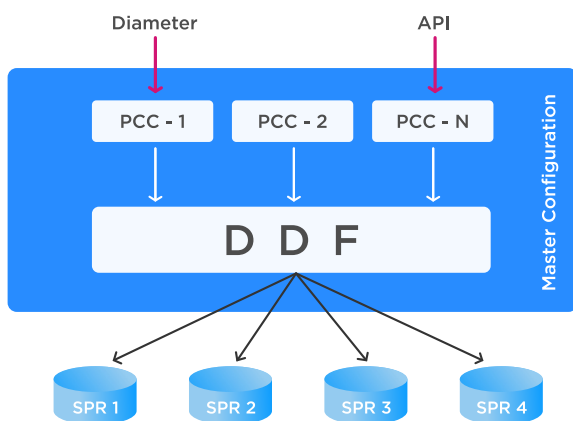 Diameter
API
PCC - 1
PCC - 2
PCC - N
Master Configuration
D D F
SPR 1
SPR 2
SPR 3
SPR 4